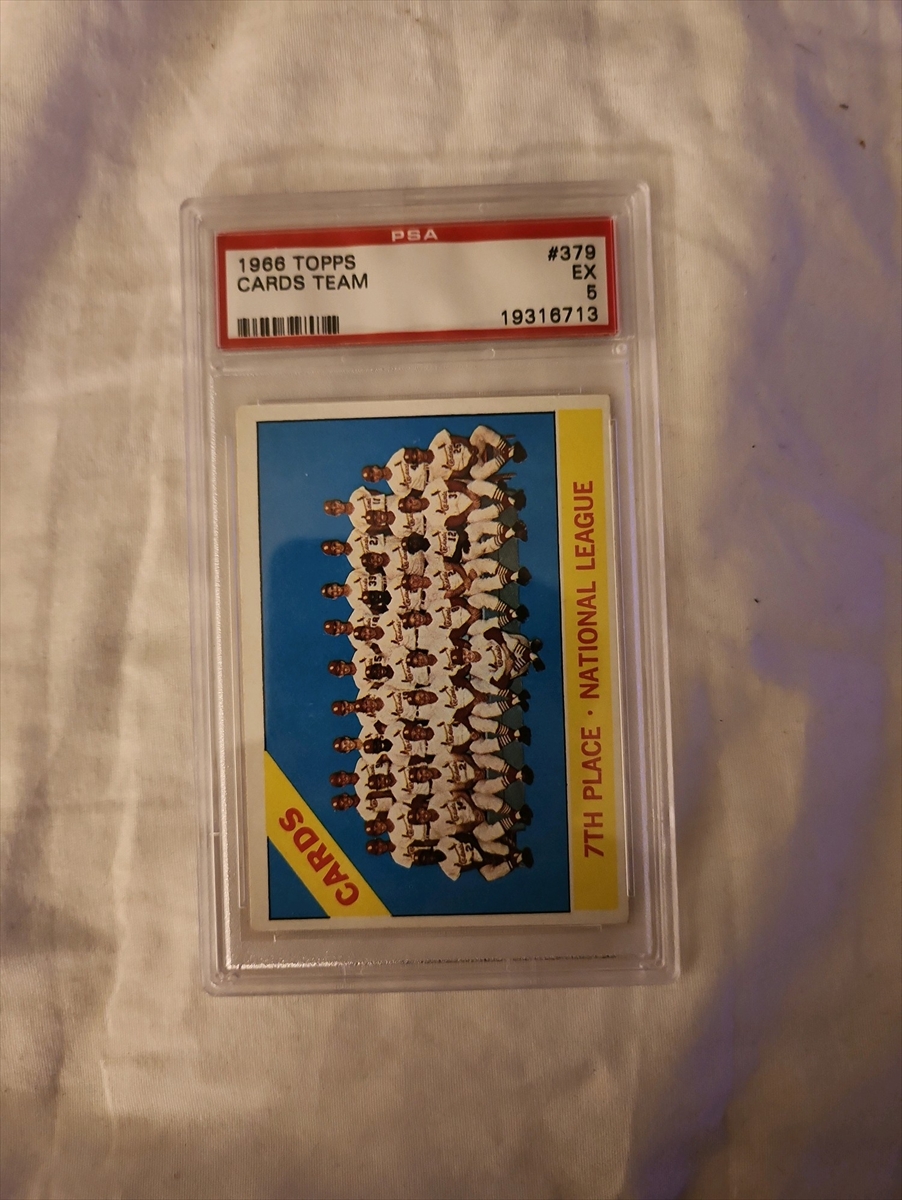 PSA
1966 TOPPS #379
CARDS TEAM EX
5
19316713
CARDS
7TH PLACE · NATIONAL LEAGUE